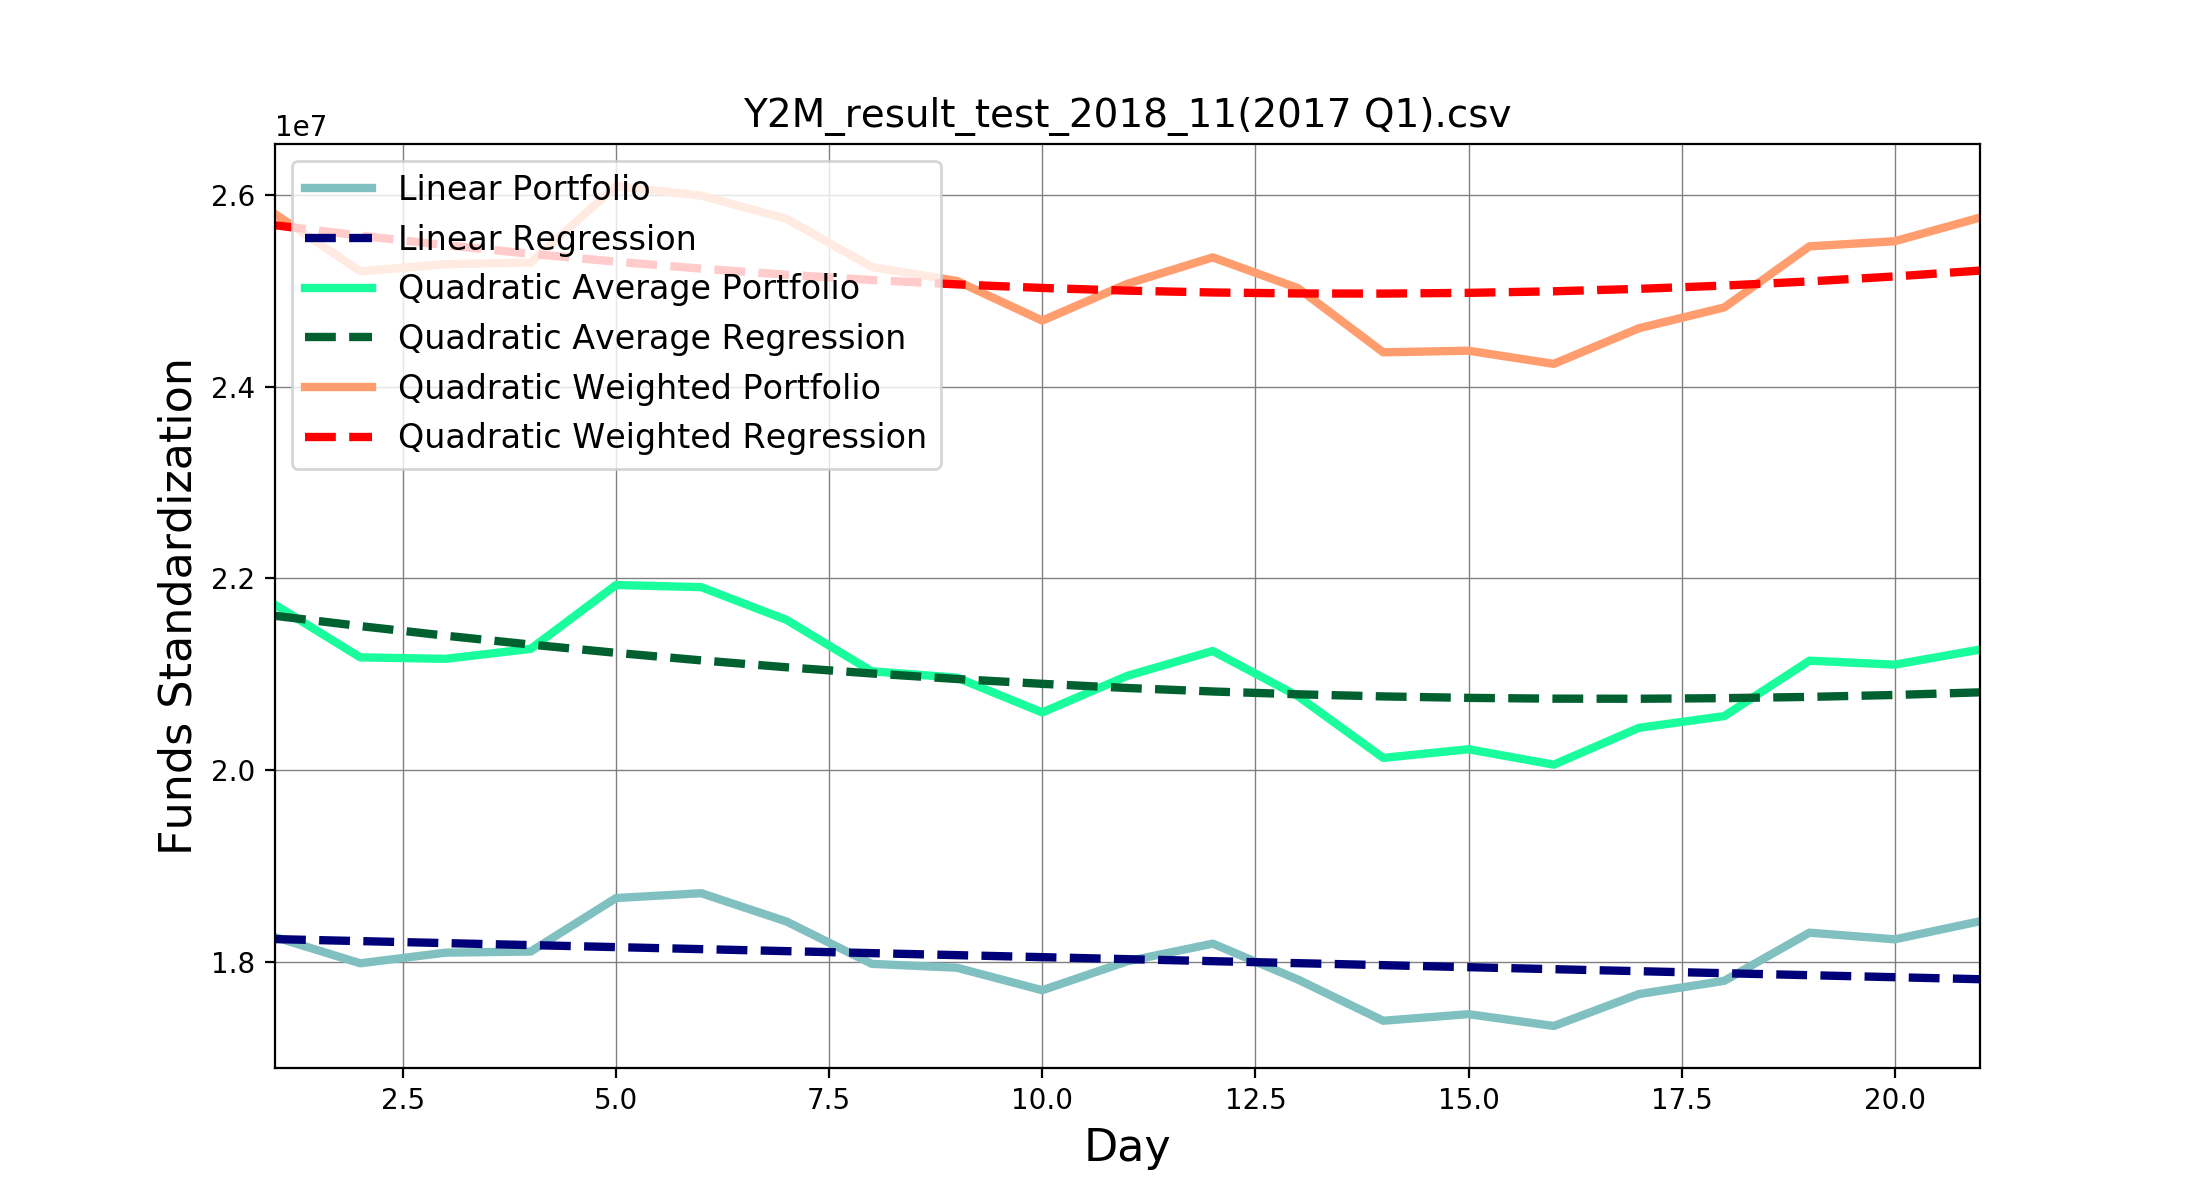 Y2M_result_test_2018_11(2017 Q1).csv
1e7
Linear Portfolio
Linear Regression
Quadratic Average Portfolio
Quadratic Average Regression
Quadratic Weighted Portfolio
Quadratic Weighted Regression
2.6
2.4
2.2
2.0
1.8
Funds Standardization
2.5 5.0 7.5 10.0 12.5 15.0 17.5 20.0
Day